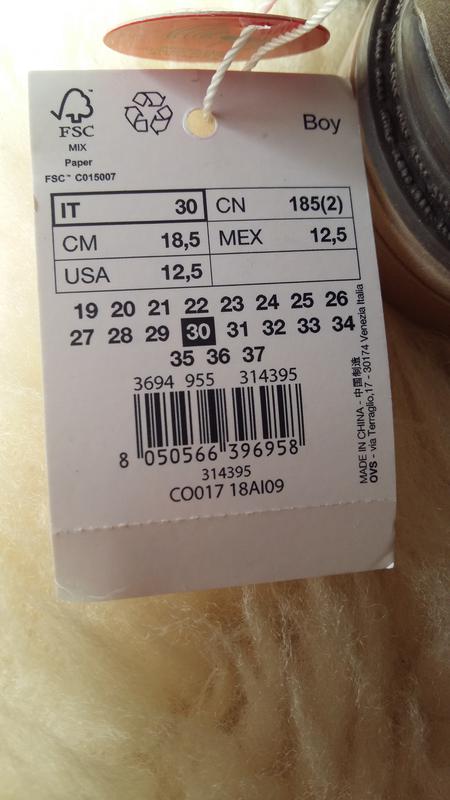 FSC
MIX
Paper
FSC™ C015007
Boy
IT 30 CN 185(2)
CM 18,5 MEX 12,5
USA 12,5
19 20 21 22 23 24 25 26
27 28 29 30 31 32 33 34
35 36 37
3694 955 314395
8 050566 396958
314395
CO017 18AI09
MADE IN CHINA - 中国制造
OVS - via Terraglio,17 - 30174 Venezia Italia